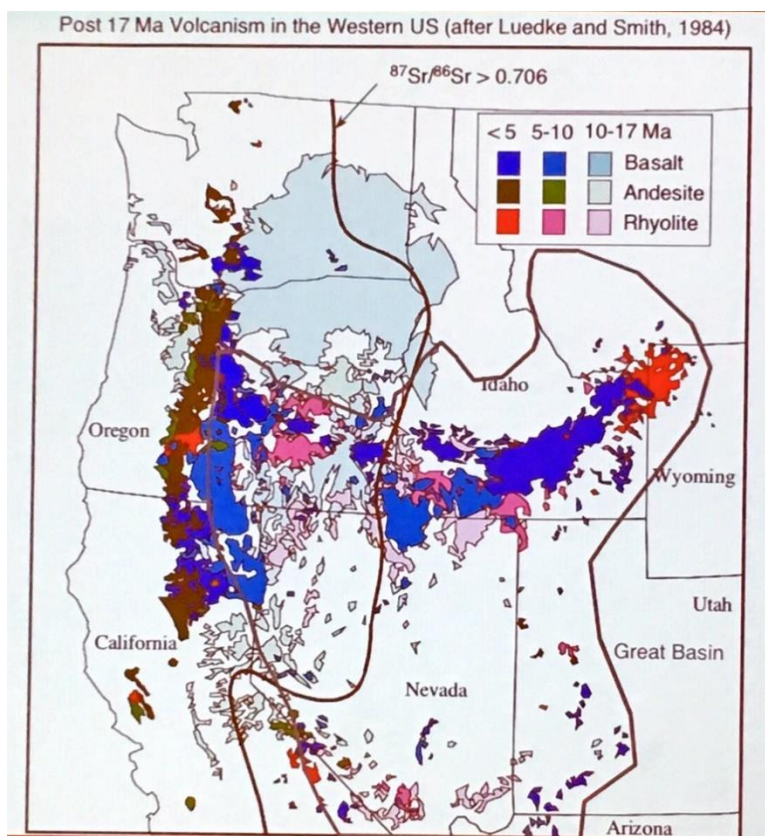 Post 17 Ma Volcanism in the Western US (after Luedke and Smith, 1984)
87Sr/86Sr > 0.706
<5 5-10 10-17 Ma
Basalt
Andesite
Rhyolite
Idaho
Oregon
Wyoming
Utah
California
Great Basin
Nevada
Arizona